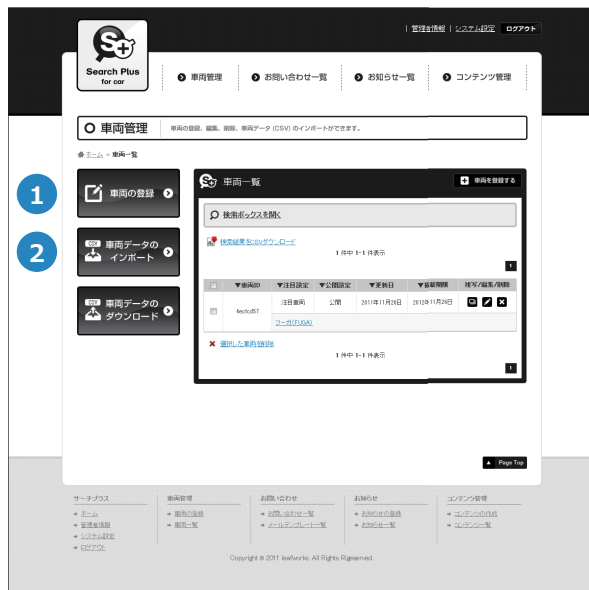 管理者情報 | システム設定 ログアウト
S+
Search Plus
for car
車両管理 お問い合わせ一覧 お知らせ一覧 コンテンツ管理
車両管理 車両の登録、編集、削除、車両データ (CSV) のインポートができます。
ホーム > 車両一覧
1
車両の登録
2
CSV
車両データの
インポート
CSV
車両データの
ダウンロード
S+ 車両一覧 車両を登録する
検索ボックスを開く
検索結果をCSVダウンロード
1 件中 1-1 件表示
1
▼車両ID ▼注目設定 ▼公開設定 ▼更新日 ▼掲載期限 複写/編集/削除
注目車両 公開 2011年11月26日 2012年11月26日
フーガ(FUGA)
選択した車両を削除
1 件中 1-1 件表示
1
▲ Page Top
サーチプラス 車両管理 お問い合わせ お知らせ コンテンツ管理
ホーム 車両の登録 お問い合わせ一覧 お知らせの登録 コンテンツの作成
管理者情報 車両一覧 メールテンプレート一覧 お知らせ一覧 コンテンツ一覧
システム設定
ログアウト
Copyright © 2011 leafworks. All Rights Rigeserved.